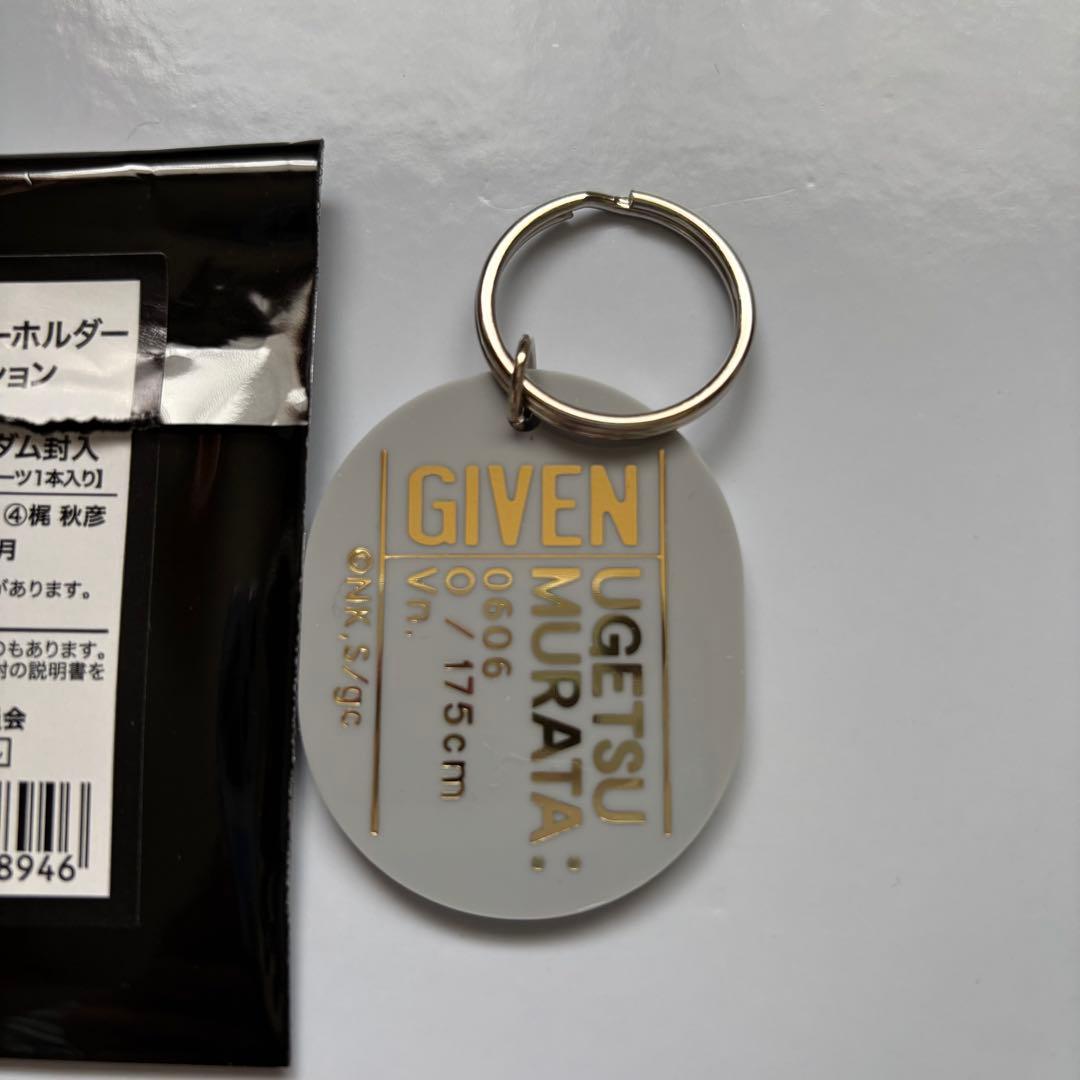 ーホルダー
ション
ダム封入
ーツ1本入り】
④梶 秋彦
月
があります。
のもあります。
付の説明書を
会
8946
GIVEN
UGETSU
MURATA:
0606
O / 175cm
Vn.
©NK,S/gc